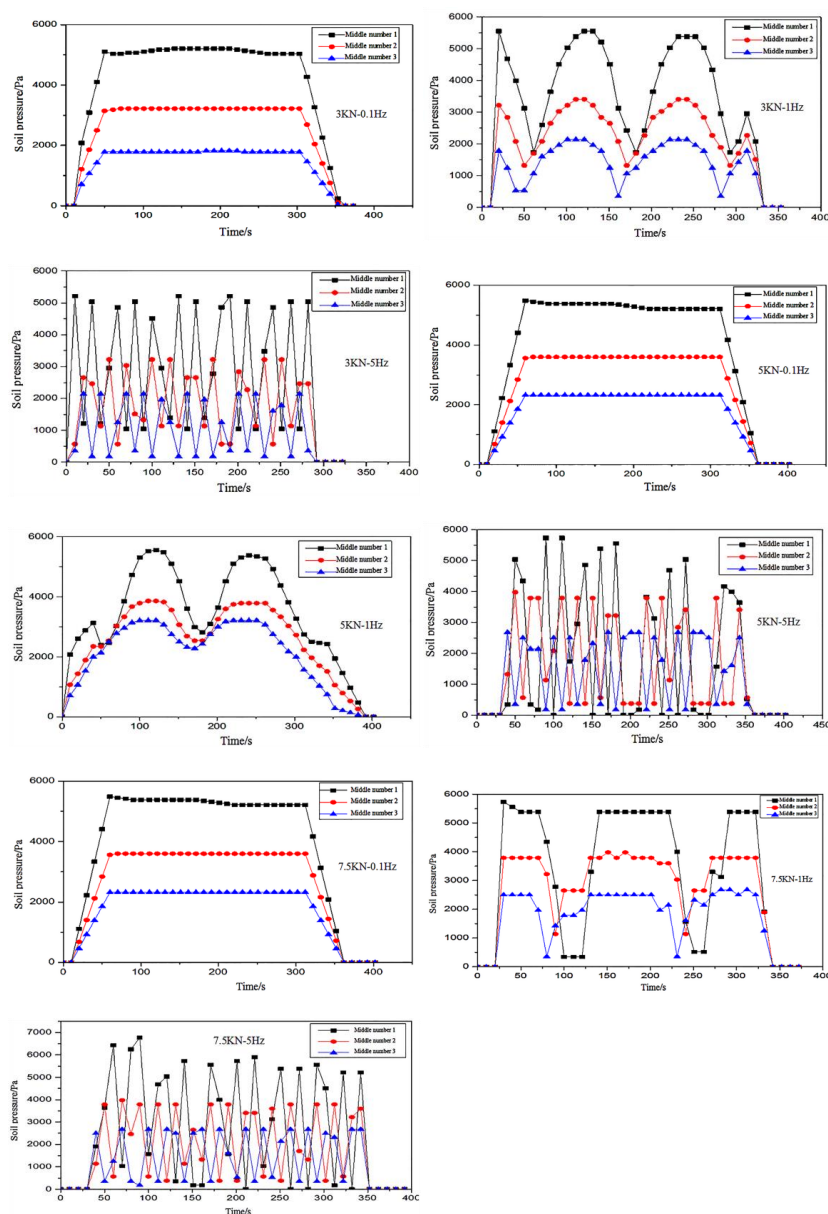 6000
4000
2000
0
0
100
200
300
400
Soil pressure/Pa
Time/s
Middle number 1
Middle number 2
Middle number 3
3KN-0.1Hz
6000
5000
4000
3000
2000
1000
0
0
50
100
150
200
250
300
350
400
Soil pressure/Pa
Time/s
Middle number 1
Middle number 2
Middle number 3
3KN-1Hz
6000
5000
4000
3000
2000
1000
0
0
50
100
150
200
250
300
350
400
Soil pressure/Pa
Time/s
Middle number 1
Middle number 2
Middle number 3
3KN-5Hz
6000
4000
2000
0
0
100
200
300
400
Soil pressure/Pa
Time/s
Middle number 1
Middle number 2
Middle number 3
5KN-0.1Hz
6000
4000
2000
0
0
100
200
300
400
Soil pressure/Pa
Time/s
Middle number 1
Middle number 2
Middle number 3
5KN-1Hz
6000
5000
4000
3000
2000
1000
0
0
50
100
150
200
250
300
350
400
450
Soil pressure/Pa
Time/s
Middle number 1
Middle number 2
Middle number 3
5KN-5Hz
6000
4000
2000
0
0
100
200
300
400
Soil pressure/Pa
Time/s
Middle number 1
Middle number 2
Middle number 3
7.5KN-0.1Hz
6000
5000
4000
3000
2000
1000
0
0
50
100
150
200
250
300
350
400
Soil pressure/Pa
Time/s
Middle number 1
Middle number 2
Middle number 3
7.5KN-1Hz
7000
6000
5000
4000
3000
2000
1000
0
0
50
100
150
200
250
300
350
400
Soil pressure/Pa
Time/s
Middle number 1
Middle number 2
Middle number 3
7.5KN-5Hz